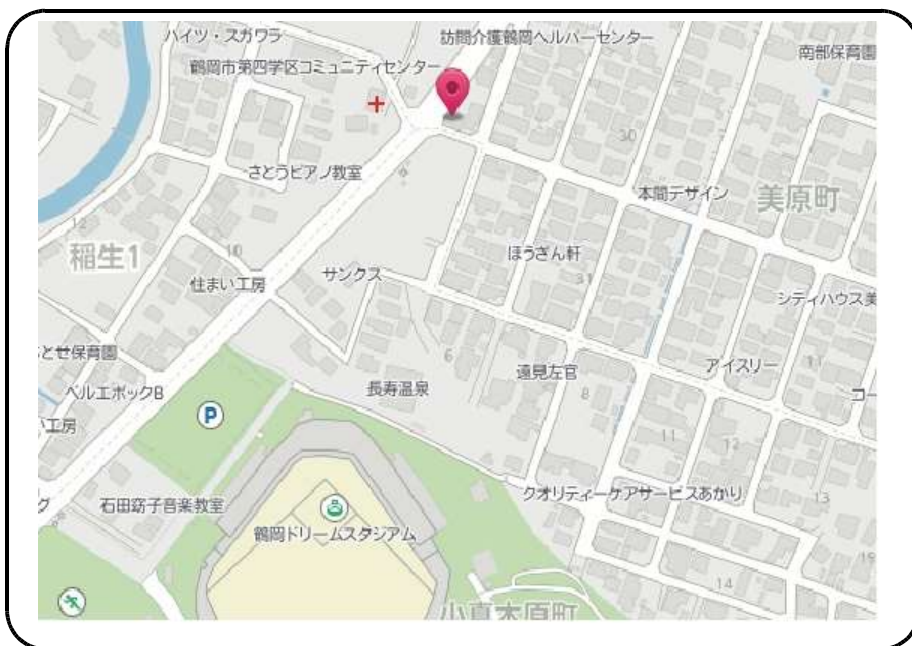 ハイツ・スガワラ
訪問介護鶴岡ヘルパーセンター
南部保育園
鶴岡市第四学区コミュニティセンター
30
さとうピアノ教室
本間デザイン
美原町
12
稲生1
10
ほうぎん軒
31
住まい工房
サンクス
シティハウス美
とせ保育園
6
遠見左官
アイスリー
11
ベルエポックB
長寿温泉
8
コー
P
い工房
11
12
グ
石田窈子音楽教室
クオリティーケアサービスあかり
13
鶴岡ドリームスタジアム
19
14
小真木原町